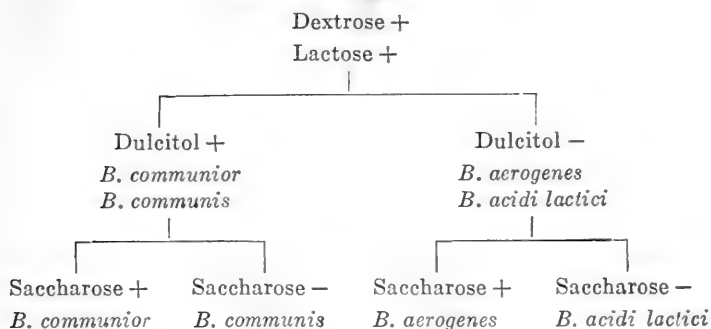 Dextrose +
Lactose +
Dulcitol + Dulcitol −
B. communior B. aerogenes
B. communis B. acidi lactici
Saccharose + Saccharose − Saccharose + Saccharose −
B. communior B. communis B. aerogenes B. acidi lactici